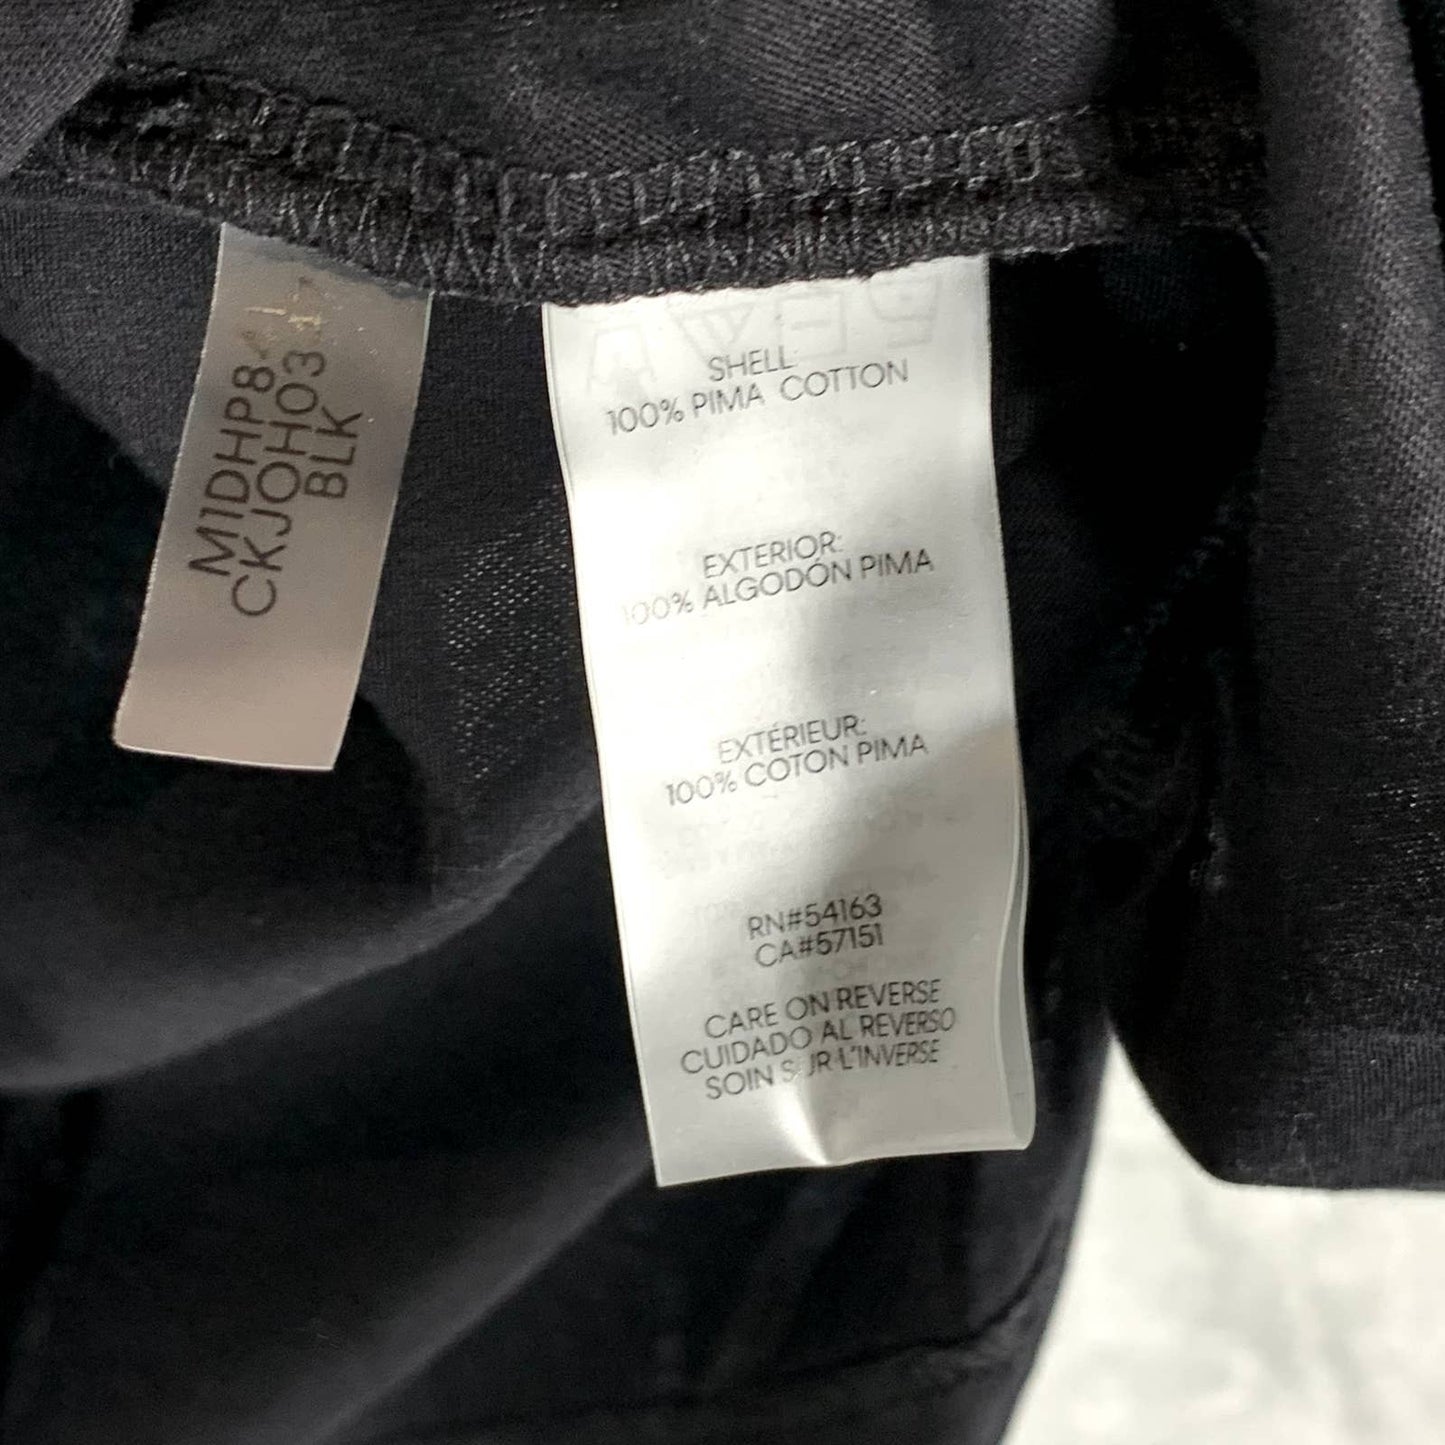 M1DHP841
CKJOH03
BLK
SHELL:
100% PIMA COTTON
EXTERIOR:
100% ALGODÓN PIMA
EXTÉRIEUR:
100% COTON PIMA
RN#54163
CA#57151
CARE ON REVERSE
CUIDADO AL REVERSO
SOIN SUR L'INVERSE